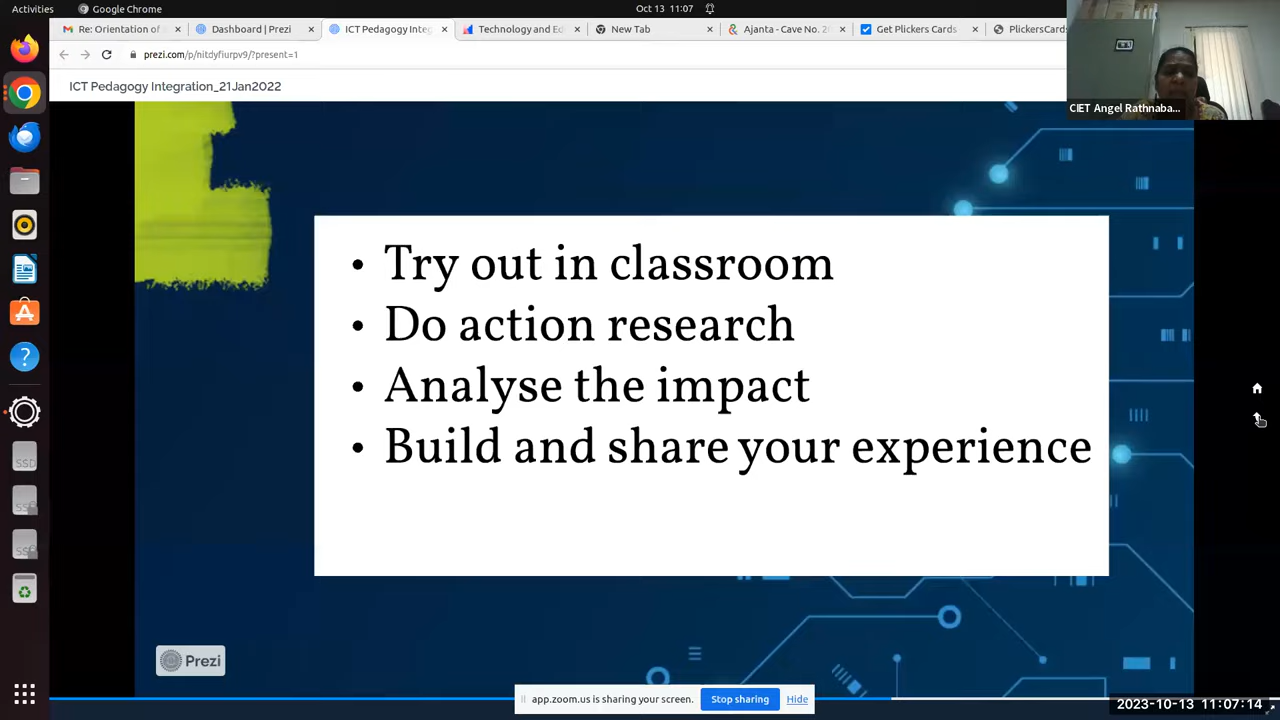 Activities
Google Chrome
Oct 13 11:07
Re: Orientation of
Dashboard | Prezi
ICT Pedagogy Integ
Technology and Ed
New Tab
Ajanta - Cave No. 2
Get Plickers Cards
PlickersCards
prezi.com/p/nitdyfiurpv9/?present=1
ICT Pedagogy Integration_21Jan2022
CIET Angel Rathnaba...
• Try out in classroom
• Do action research
• Analyse the impact
• Build and share your experience
SSD
Prezi
app.zoom.us is sharing your screen.
Stop sharing
Hide
2023-10-13 11:07:14